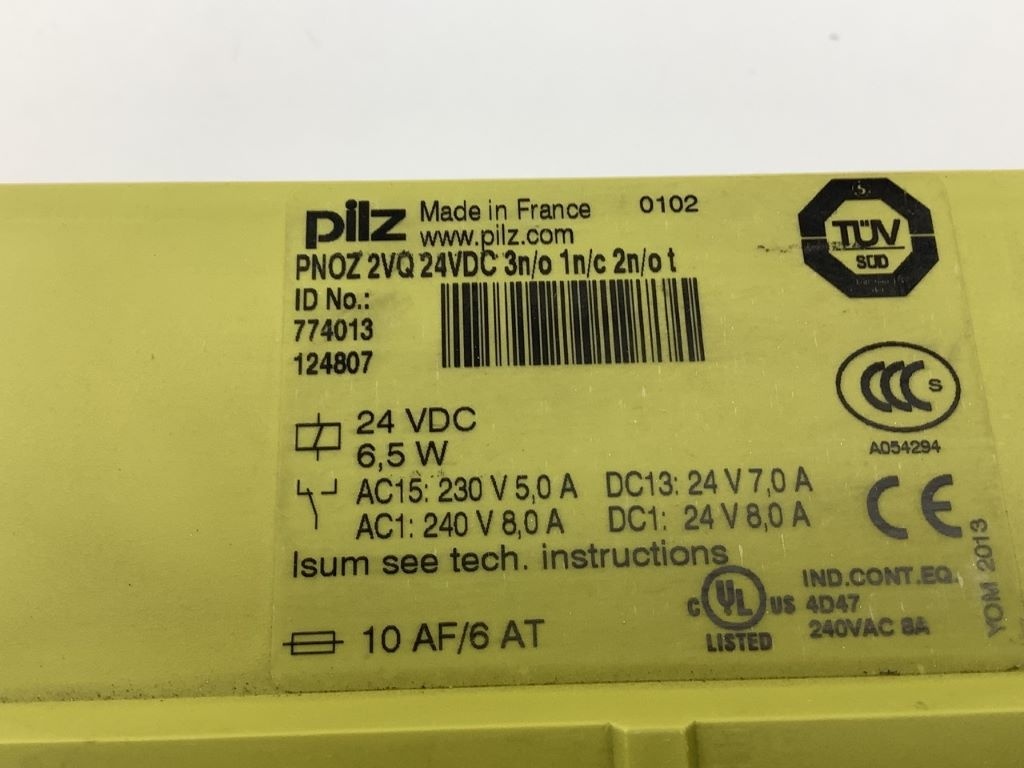 pilz Made in France 0102
www.pilz.com
PNOZ 2VQ 24VDC 3n/o 1n/c 2n/o t
ID No.:
774013
124807
TÜV
SÜD
CCC S
A054294
24 VDC
6,5 W
AC15: 230 V 5,0 A DC13: 24 V 7,0 A
AC1: 240 V 8,0 A DC1: 24 V 8,0 A
CE
Isum see tech. instructions
YOM 2013
C UL US
LISTED
IND.CONT.EQ.
4D47
240VAC 8A
10 AF/6 AT